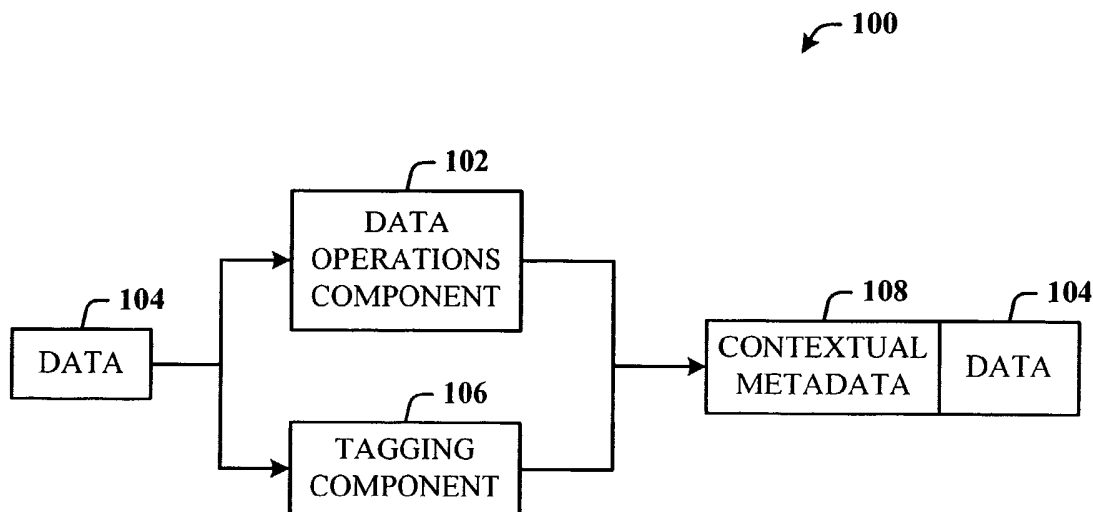 100
102
DATA
OPERATIONS
COMPONENT
104
DATA
106
TAGGING
COMPONENT
108
CONTEXTUAL
METADATA
104
DATA